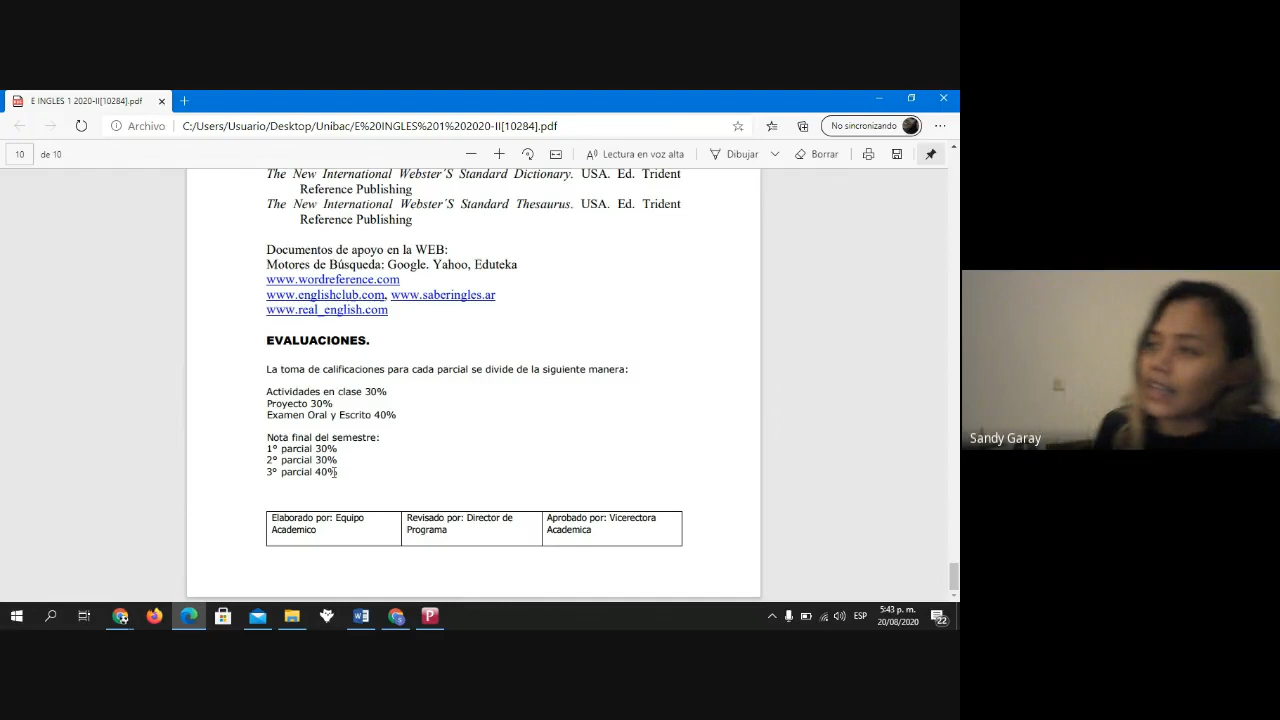 E INGLES 1 2020-II[10284].pdf
Archivo C:/Users/Usuario/Desktop/Unibac/E%20INGLES%201%202020-II[10284].pdf No sincronizando
10 de 10 Lectura en voz alta Dibujar Borrar
The New International Webster´S Standard Dictionary. USA. Ed. Trident
Reference Publishing
The New International Webster´S Standard Thesaurus. USA. Ed. Trident
Reference Publishing
Documentos de apoyo en la WEB:
Motores de Búsqueda: Google. Yahoo, Eduteka
www.wordreference.com
www.englishclub.com, www.saberingles.ar
www.real_english.com
EVALUACIONES.
La toma de calificaciones para cada parcial se divide de la siguiente manera:
Actividades en clase 30%
Proyecto 30%
Examen Oral y Escrito 40%
Nota final del semestre:
1° parcial 30%
2° parcial 30%
3° parcial 40%
Elaborado por: Equipo
Academico
Revisado por: Director de
Programa
Aprobado por: Vicerectora
Academica
Sandy Garay
ESP
5:43 p. m.
20/08/2020
22